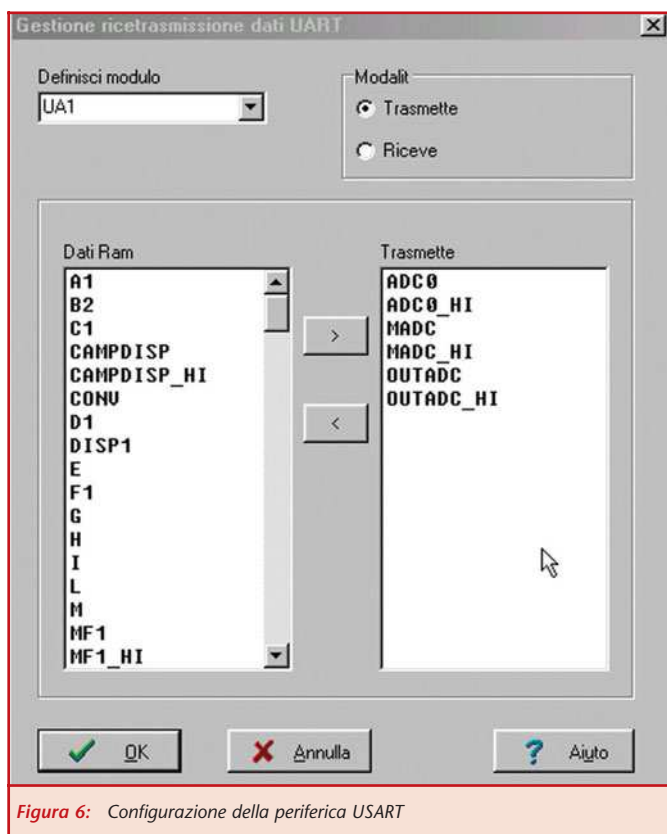 Gestione ricetrasmissione dati UART
Definisci modulo
UA1
Modalit
Trasmette
Riceve
Dati Ram
A1
B2
C1
CAMPDISP
CAMPDISP_HI
CONV
D1
DISP1
E
F1
G
H
I
L
M
MF1
MF1_HI
>
<
Trasmette
ADC0
ADC0_HI
MADC
MADC_HI
OUTADC
OUTADC_HI
OK
Annulla
? Aiuto
Figura 6: Configurazione della periferica USART